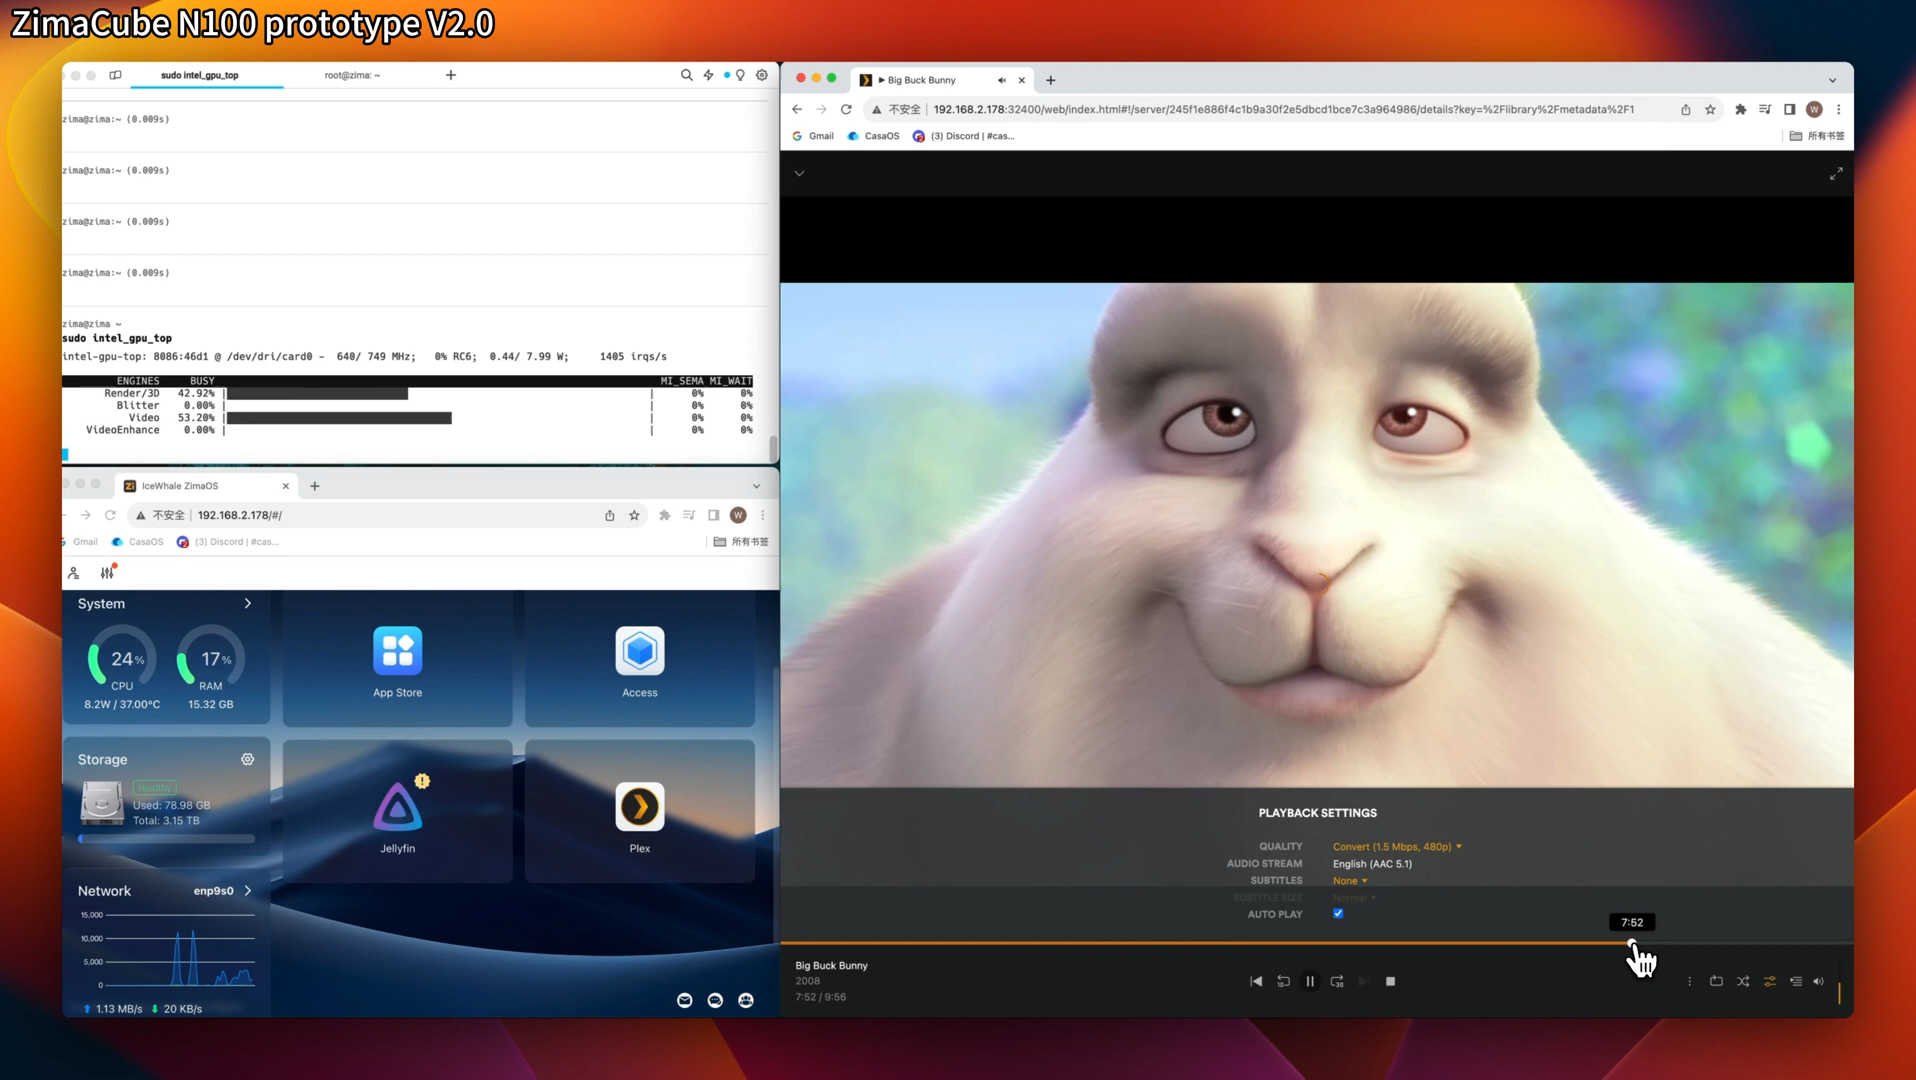 ZimaCube N100 prototype V2.0
sudo intel_gpu_top
root@zima: ~
zima@zima:~ (0.009s)
zima@zima:~ (0.009s)
zima@zima:~ (0.009s)
zima@zima:~ (0.009s)
zima@zima ~
sudo intel_gpu_top
intel-gpu-top: 8086:46d1 @ /dev/dri/card0 - 640/ 749 MHz; 0% RC6; 0.44/ 7.99 W; 1405 irqs/s
ENGINES BUSY MI_SEMA MI_WAIT
Render/3D 42.92% | | 0% 0%
Blitter 0.00% | | 0% 0%
Video 53.20% | | 0% 0%
VideoEnhance 0.00% | | 0% 0%
IceWhale ZimaOS
不安全 192.168.2.178/#/
Gmail CasaOS (3) Discord | #cas... 所有书签
System
24% 17%
CPU RAM
8.2W / 37.00°C 15.32 GB
App Store
Access
Storage
Healthy
Used: 78.98 GB
Total: 3.15 TB
Jellyfin
Plex
Network enp9s0
15,000
10,000
5,000
0
1.13 MB/s 20 KB/s
Big Buck Bunny
不安全 192.168.2.178:32400/web/index.html#!/server/245f1e886f4c1b9a30f2e5dbcd1bce7c3a964986/details?key=%2Flibrary%2Fmetadata%2F1
W
Gmail CasaOS (3) Discord | #cas... 所有书签
PLAYBACK SETTINGS
QUALITY Convert (1.5 Mbps, 480p)
AUDIO STREAM English (AAC 5.1)
SUBTITLES None
SUBTITLE SIZE Normal
AUTO PLAY
7:52
Big Buck Bunny
2008
7:52 / 9:56
10
30